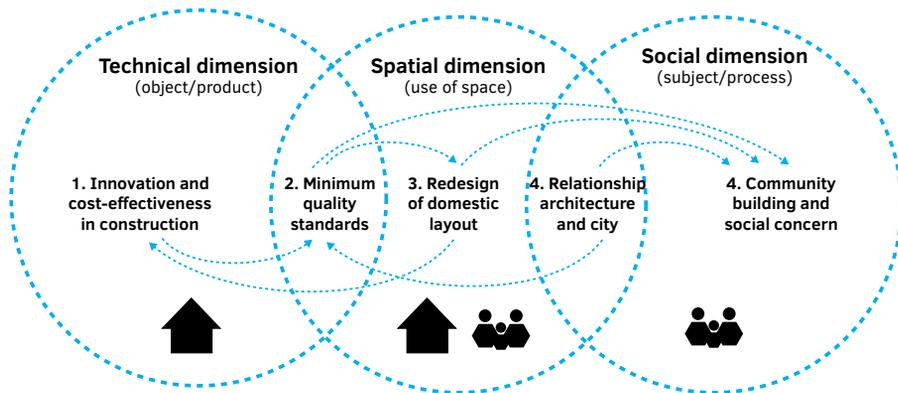 Technical dimension
(object/product)
Spatial dimension
(use of space)
Social dimension
(subject/process)
1. Innovation and
cost-effectiveness
in construction
2. Minimum
quality
standards
3. Redesign
of domestic
layout
4. Relationship
architecture
and city
4. Community
building and
social concern